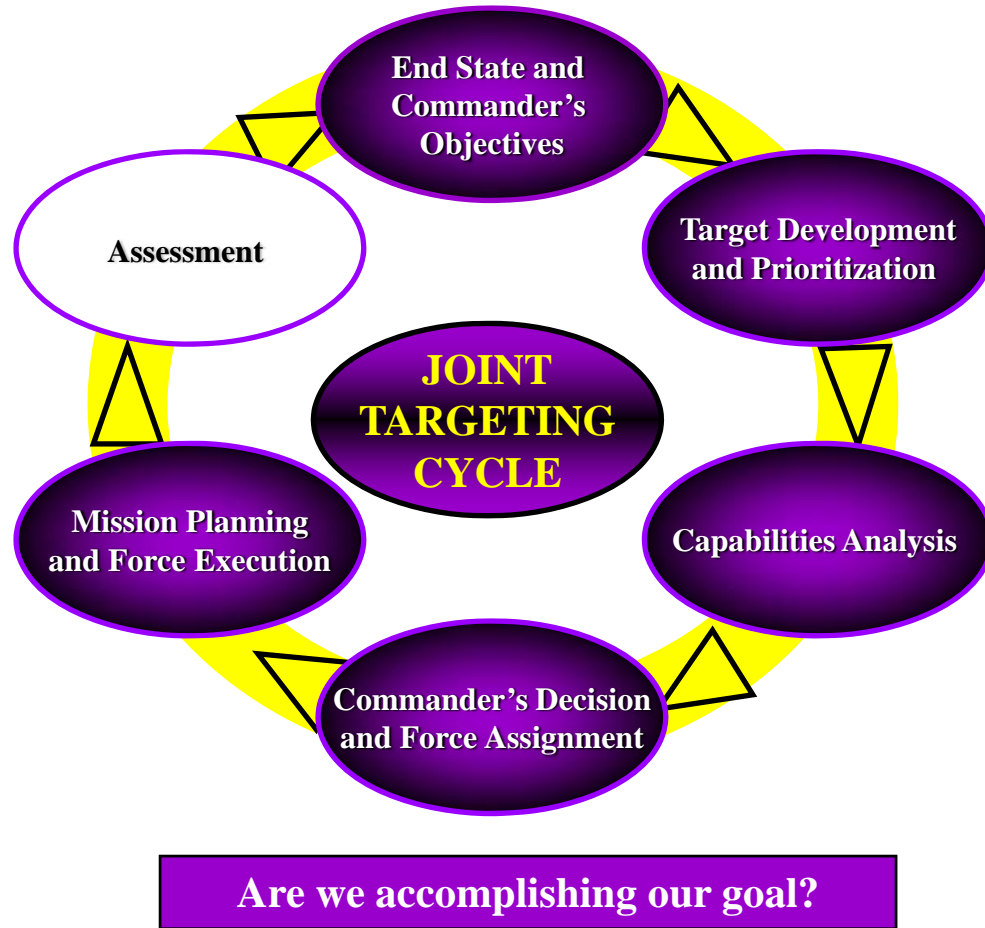 End State and
Commander’s
Objectives
Target Development
and Prioritization
Assessment
JOINT
TARGETING
CYCLE
Mission Planning
and Force Execution
Capabilities Analysis
Commander’s Decision
and Force Assignment
Are we accomplishing our goal?